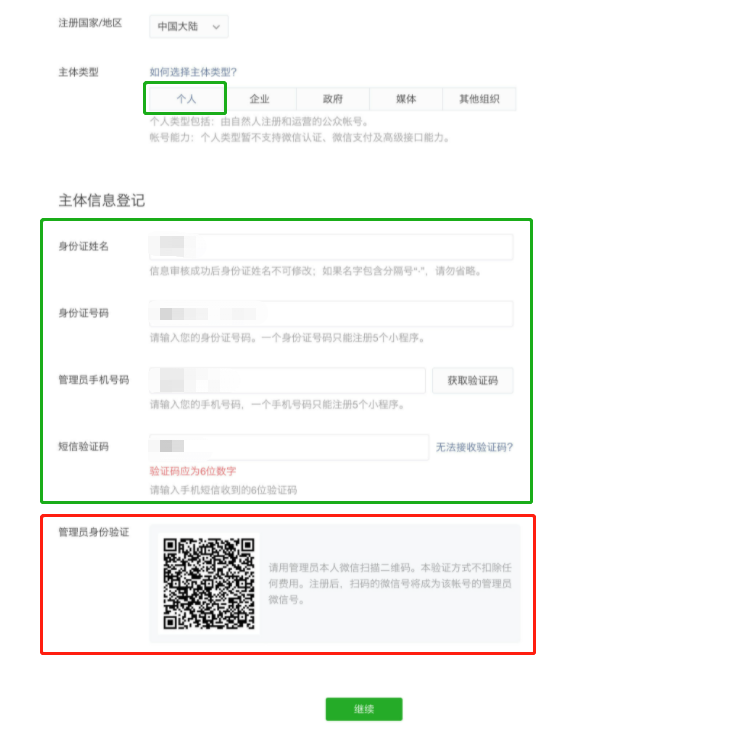 注册国家/地区
中国大陆
主体类型
如何选择主体类型?
个人
企业
政府
媒体
其他组织
个人类型包括：由自然人注册和运营的公众帐号。
帐号能力：个人类型暂不支持微信认证、微信支付及高级接口能力。
主体信息登记
身份证姓名
信息审核成功后身份证姓名不可修改；如果名字包含分隔号“·”，请勿省略。
身份证号码
请输入您的身份证号码。一个身份证号码只能注册5个小程序。
管理员手机号码
获取验证码
请输入您的手机号码，一个手机号码只能注册5个小程序。
短信验证码
无法接收验证码?
验证码应为6位数字
请输入手机短信收到的6位验证码
管理员身份验证
请用管理员本人微信扫描二维码。本验证方式不扣除任
何费用。注册后，扫码的微信号将成为该帐号的管理员
微信号。
继续